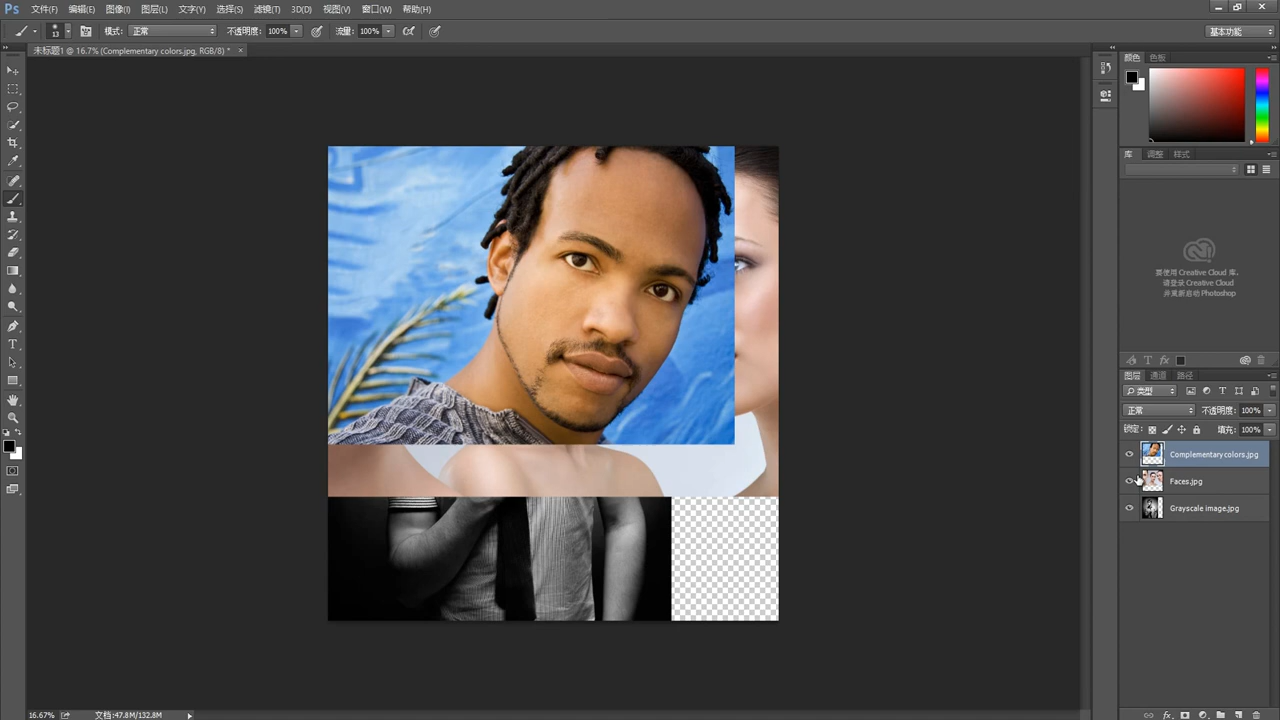 Ps 文件(F) 编辑(E) 图像(I) 图层(L) 文字(Y) 选择(S) 滤镜(T) 3D(D) 视图(V) 窗口(W) 帮助(H)
13 模式: 正常 不透明度: 100% 流量: 100% 基本功能
未标题1 @ 16.7% (Complementary colors.jpg, RGB/8) * ×
颜色 色板
库 调整 样式
要使用 Creative Cloud 库,
请登录 Creative Cloud
并重新启动 Photoshop
图层 通道 路径
类型
正常 不透明度: 100%
锁定: 填充: 100%
Complementary colors.jpg
Faces.jpg
Grayscale image.jpg
16.67% 文档:47.8M/132.8M